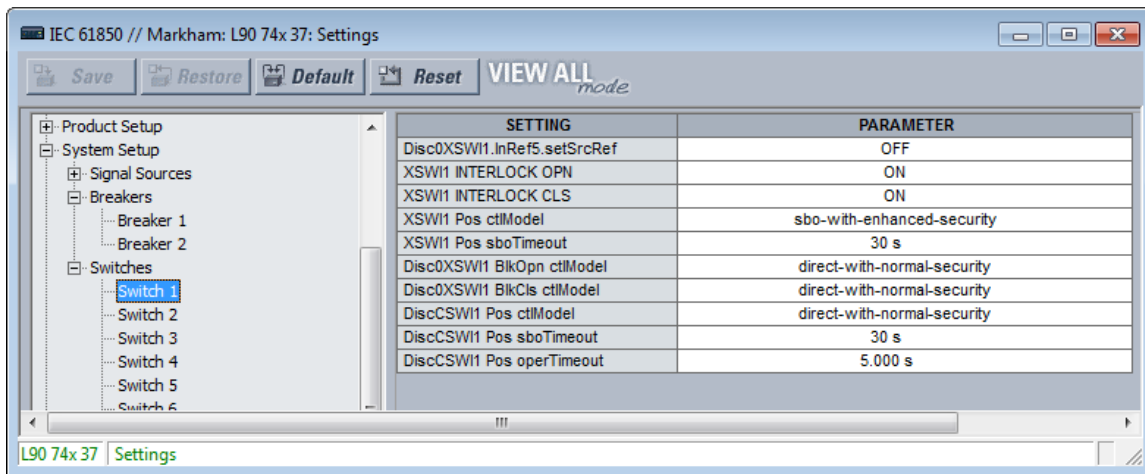 IEC 61850 // Markham: L90 74x 37: Settings
Save Restore Default Reset VIEW ALL mode
Product Setup
System Setup
Signal Sources
Breakers
Breaker 1
Breaker 2
Switches
Switch 1
Switch 2
Switch 3
Switch 4
Switch 5
Switch 6
SETTING PARAMETER
Disc0XSWI1.InRef5.setSrcRef OFF
XSWI1 INTERLOCK OPN ON
XSWI1 INTERLOCK CLS ON
XSWI1 Pos ctlModel sbo-with-enhanced-security
XSWI1 Pos sboTimeout 30 s
Disc0XSWI1 BlkOpn ctlModel direct-with-normal-security
Disc0XSWI1 BlkCls ctlModel direct-with-normal-security
DiscCSWI1 Pos ctlModel direct-with-normal-security
DiscCSWI1 Pos sboTimeout 30 s
DiscCSWI1 Pos operTimeout 5.000 s
L90 74x 37 Settings